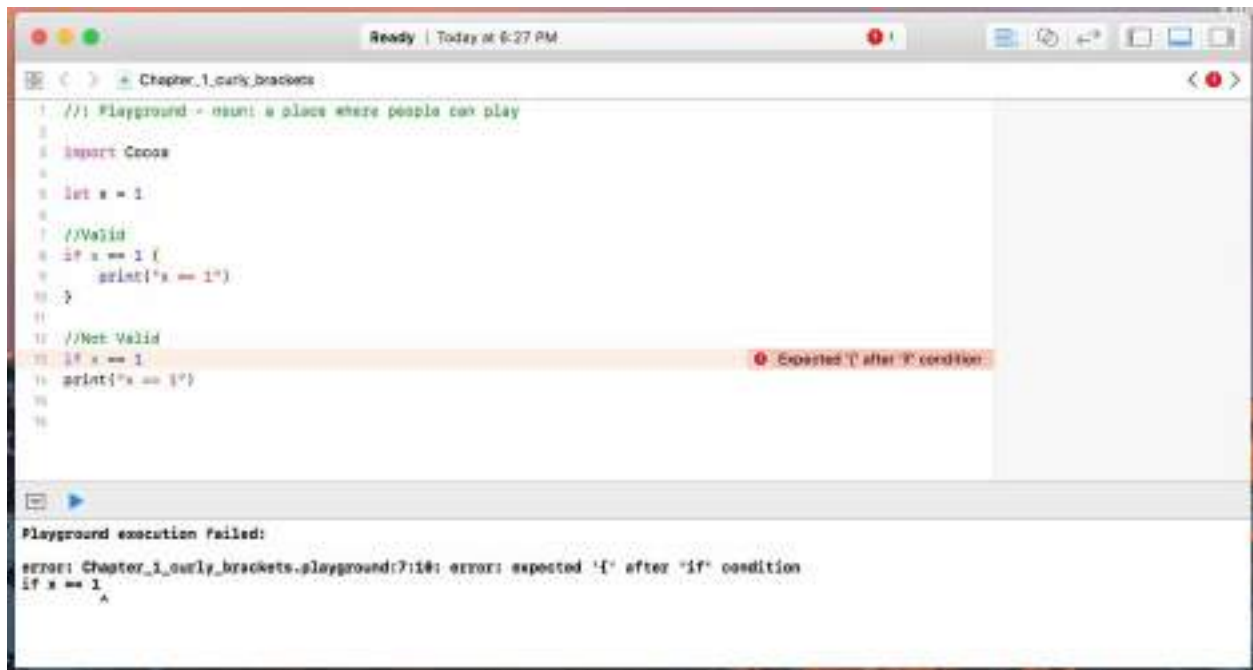 Ready | Today at 6:27 PM
Chapter_1_curly_brackets
1 //: Playground - noun: a place where people can play
2
3 import Cocoa
4
5 let x = 1
6
7 //Valid
8 if x == 1 {
9 print("x == 1")
10 }
11
12 //Not Valid
13 if x == 1 Expected '{' after 'if' condition
14 print("x == 1")
15
16
Playground execution failed:
error: Chapter_1_curly_brackets.playground:7:10: error: expected '{' after 'if' condition
if x == 1
^